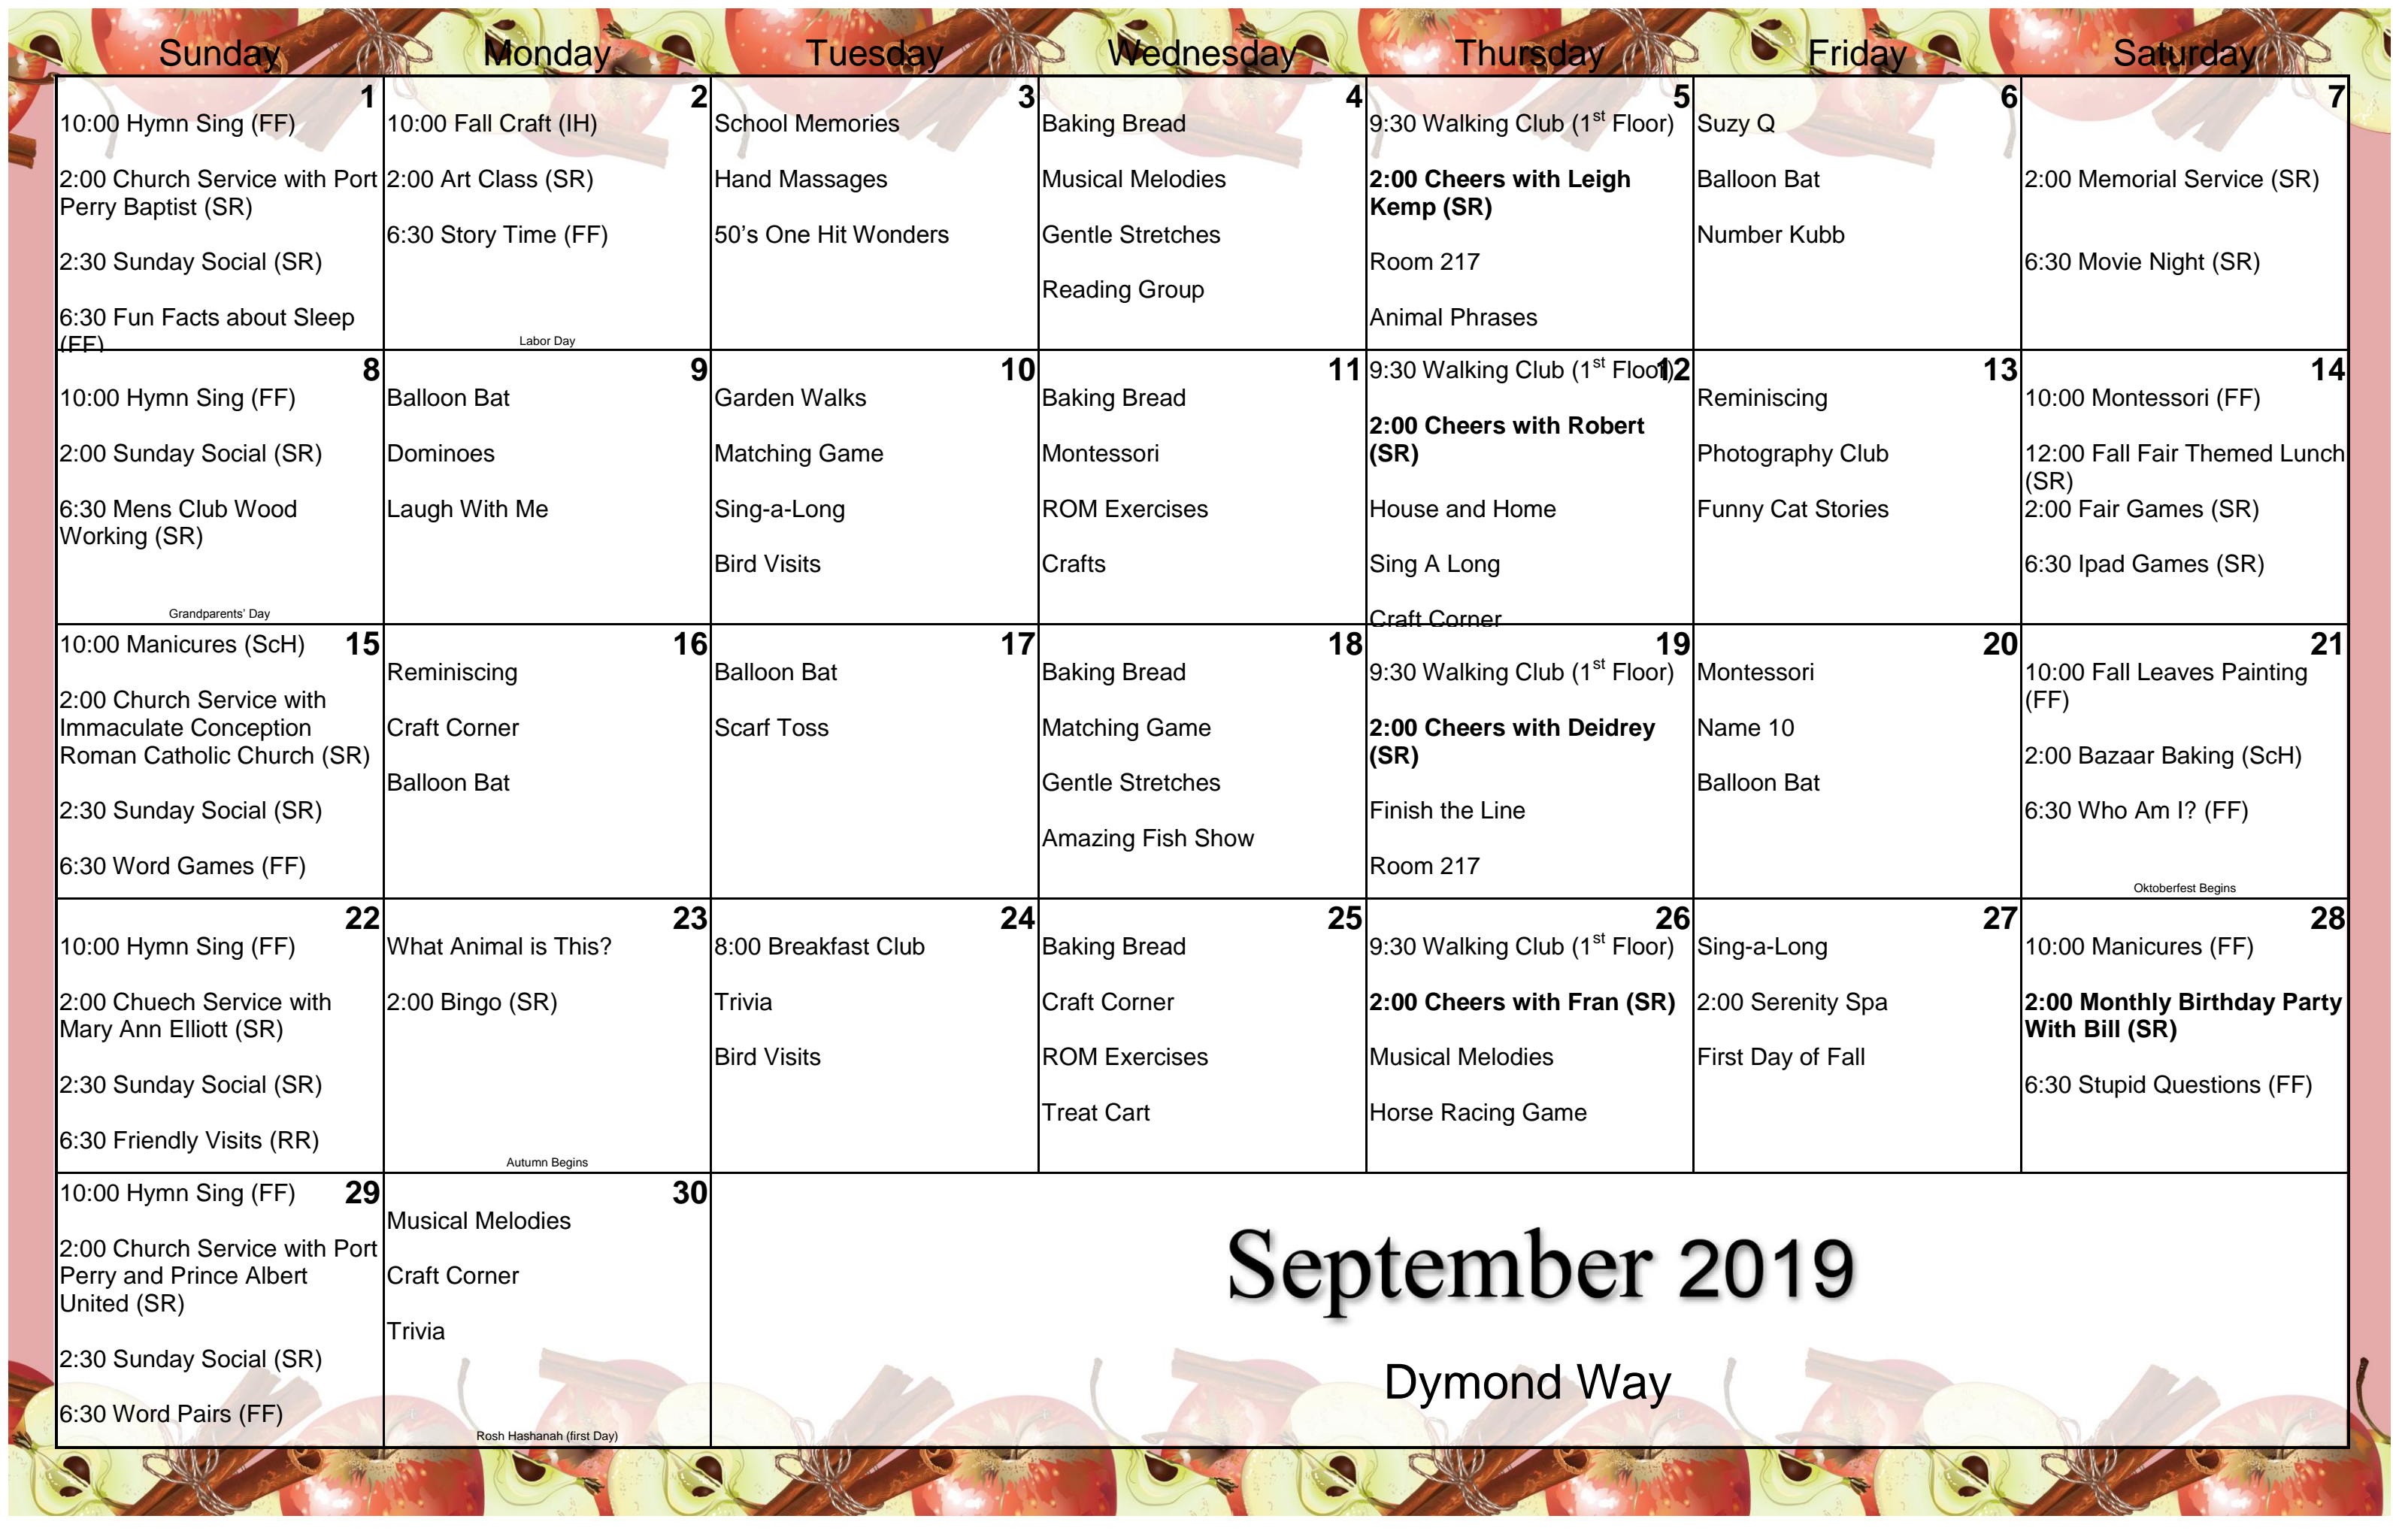 Sunday Monday Tuesday Wednesday Thursday Friday Saturday
1
10:00 Hymn Sing (FF)
2:00 Church Service with Port
Perry Baptist (SR)
2:30 Sunday Social (SR)
6:30 Fun Facts about Sleep
(FF)
2
10:00 Fall Craft (IH)
2:00 Art Class (SR)
6:30 Story Time (FF)
Labor Day
3
School Memories
Hand Massages
50's One Hit Wonders
4
Baking Bread
Musical Melodies
Gentle Stretches
Reading Group
5
9:30 Walking Club (1st Floor)
2:00 Cheers with Leigh
Kemp (SR)
Room 217
Animal Phrases
6
Suzy Q
Balloon Bat
Number Kubb
7
2:00 Memorial Service (SR)
6:30 Movie Night (SR)
8
10:00 Hymn Sing (FF)
2:00 Sunday Social (SR)
6:30 Mens Club Wood
Working (SR)
Grandparents' Day
9
Balloon Bat
Dominoes
Laugh With Me
10
Garden Walks
Matching Game
Sing-a-Long
Bird Visits
11
Baking Bread
Montessori
ROM Exercises
Crafts
12
9:30 Walking Club (1st Floor)
2:00 Cheers with Robert
(SR)
House and Home
Sing A Long
Craft Corner
13
Reminiscing
Photography Club
Funny Cat Stories
14
10:00 Montessori (FF)
12:00 Fall Fair Themed Lunch
(SR)
2:00 Fair Games (SR)
6:30 Ipad Games (SR)
15
10:00 Manicures (ScH)
2:00 Church Service with
Immaculate Conception
Roman Catholic Church (SR)
2:30 Sunday Social (SR)
6:30 Word Games (FF)
16
Reminiscing
Craft Corner
Balloon Bat
17
Balloon Bat
Scarf Toss
18
Baking Bread
Matching Game
Gentle Stretches
Amazing Fish Show
19
9:30 Walking Club (1st Floor)
2:00 Cheers with Deidrey
(SR)
Finish the Line
Room 217
20
Montessori
Name 10
Balloon Bat
21
10:00 Fall Leaves Painting
(FF)
2:00 Bazaar Baking (ScH)
6:30 Who Am I? (FF)
Oktoberfest Begins
22
10:00 Hymn Sing (FF)
2:00 Chuech Service with
Mary Ann Elliott (SR)
2:30 Sunday Social (SR)
6:30 Friendly Visits (RR)
23
What Animal is This?
2:00 Bingo (SR)
Autumn Begins
24
8:00 Breakfast Club
Trivia
Bird Visits
25
Baking Bread
Craft Corner
ROM Exercises
Treat Cart
26
9:30 Walking Club (1st Floor)
2:00 Cheers with Fran (SR)
Musical Melodies
Horse Racing Game
27
Sing-a-Long
2:00 Serenity Spa
First Day of Fall
28
10:00 Manicures (FF)
2:00 Monthly Birthday Party
With Bill (SR)
6:30 Stupid Questions (FF)
29
10:00 Hymn Sing (FF)
2:00 Church Service with Port
Perry and Prince Albert
United (SR)
2:30 Sunday Social (SR)
6:30 Word Pairs (FF)
30
Musical Melodies
Craft Corner
Trivia
Rosh Hashanah (first Day)
September 2019
Dymond Way